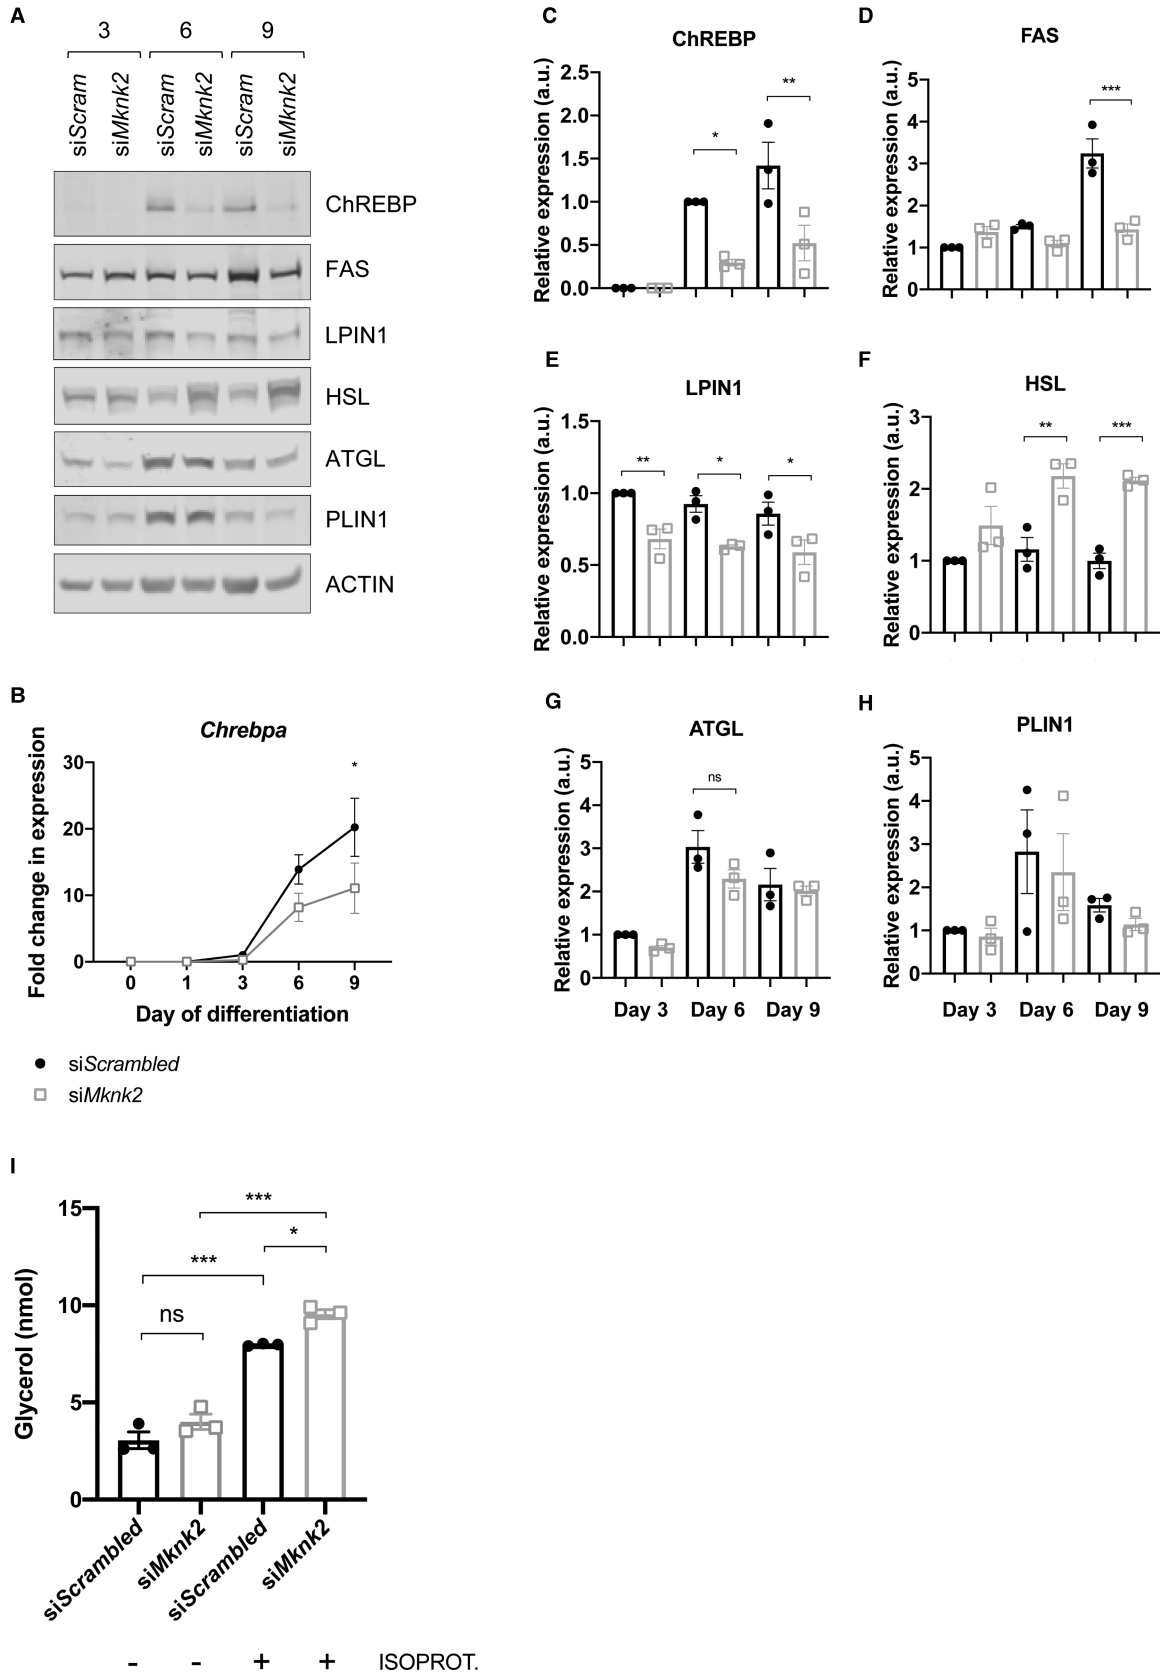 A
3 6 9
siScram
siMknk2
siScram
siMknk2
siScram
siMknk2
ChREBP
FAS
LPIN1
HSL
ATGL
PLIN1
ACTIN
B
Chrebpa
Fold change in expression
30
20
10
0
*
0 1 3 6 9
Day of differentiation
siScrambled
siMknk2
C
ChREBP
Relative expression (a.u.)
2.5
2.0
1.5
1.0
0.5
0.0
*
**
D
FAS
Relative expression (a.u.)
5
4
3
2
1
0
***
E
LPIN1
Relative expression (a.u.)
1.5
1.0
0.5
0.0
**
*
*
F
HSL
Relative expression (a.u.)
3
2
1
0
**
***
G
ATGL
Relative expression (a.u.)
5
4
3
2
1
0
ns
Day 3 Day 6 Day 9
H
PLIN1
Relative expression (a.u.)
5
4
3
2
1
0
Day 3 Day 6 Day 9
I
Glycerol (nmol)
15
10
5
0
***
*
***
ns
siScrambled
siMknk2
siScrambled
siMknk2
- - + + ISOPROT.